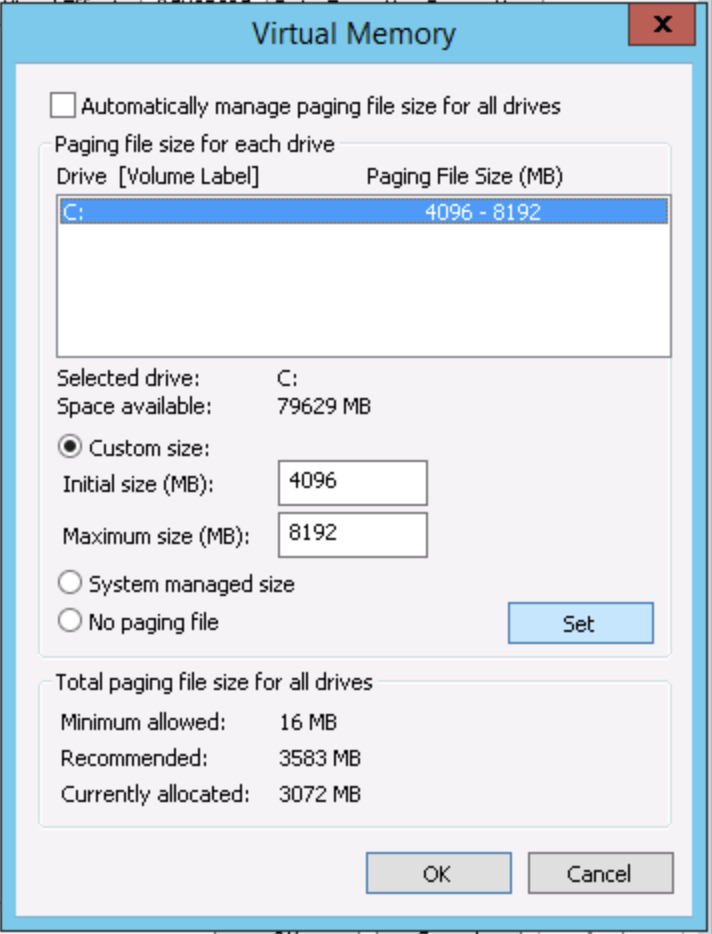 Virtual Memory
x
Automatically manage paging file size for all drives
Paging file size for each drive
Drive [Volume Label] Paging File Size (MB)
C: 4096 - 8192
Selected drive: C:
Space available: 79629 MB
Custom size:
Initial size (MB): 4096
Maximum size (MB): 8192
System managed size
No paging file Set
Total paging file size for all drives
Minimum allowed: 16 MB
Recommended: 3583 MB
Currently allocated: 3072 MB
OK Cancel